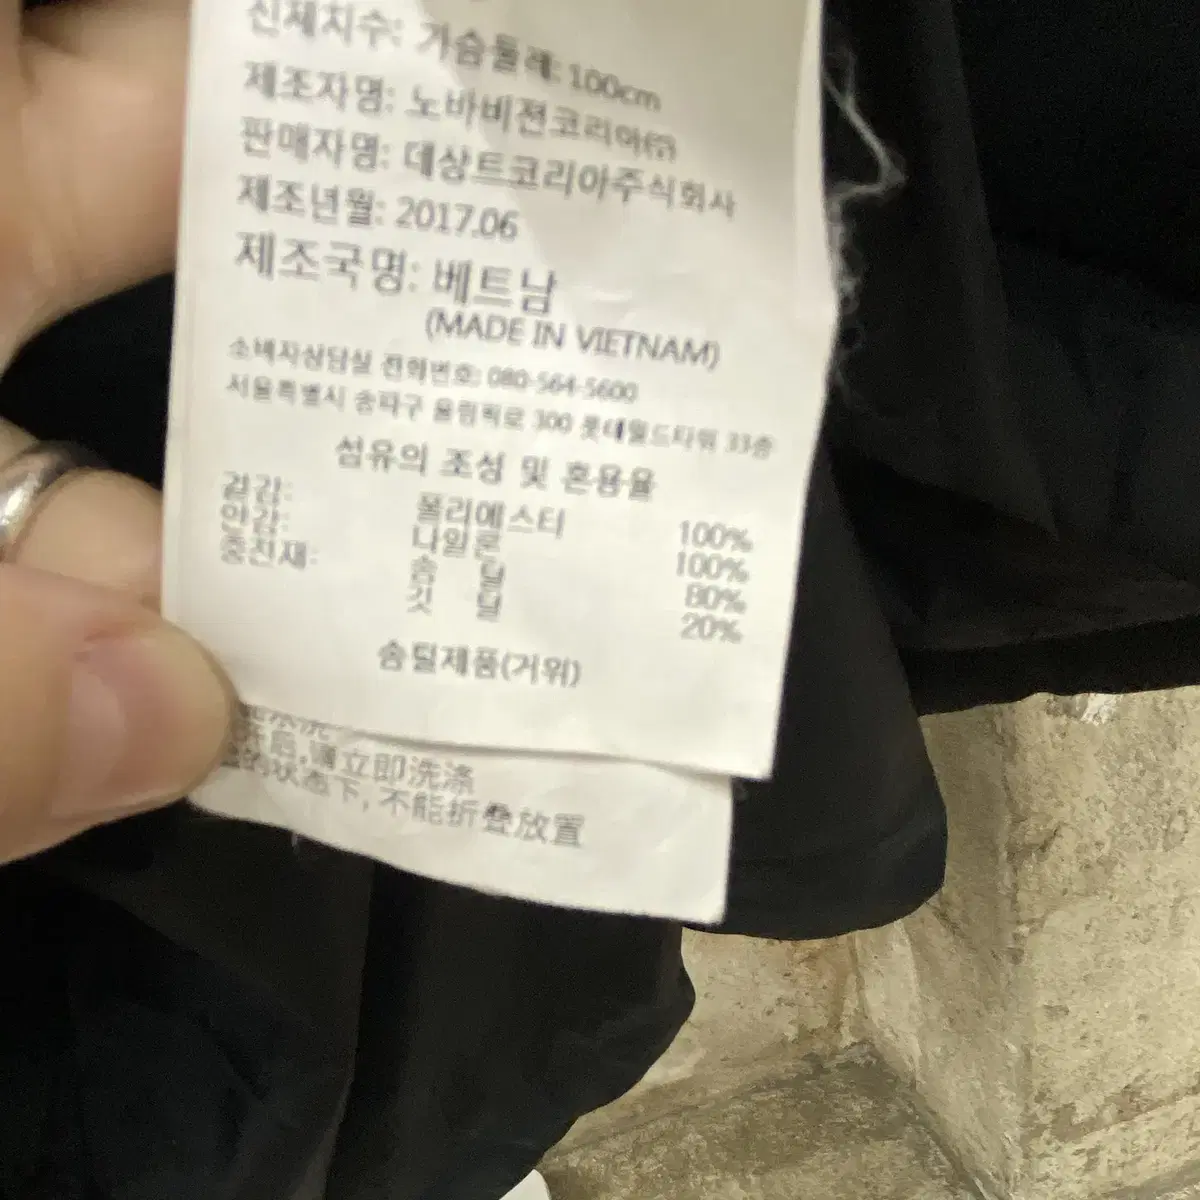 신체치수: 가슴둘레: 100cm
제조자명: 노바비젼코리아(주)
판매자명: 데상트코리아주식회사
제조년월: 2017.06
제조국명: 베트남
(MADE IN VIETNAM)
소비자상담실 전화번호: 080-564-5600
서울특별시 송파구 올림픽로 300 롯데월드타워 33층
섬유의 조성 및 혼용율
겉감: 폴리에스터 100%
안감: 나일론 100%
충전재: 솜 털 80%
깃 털 20%
솜털제품(거위)
后,请立即洗涤
的状态下,不能折叠放置